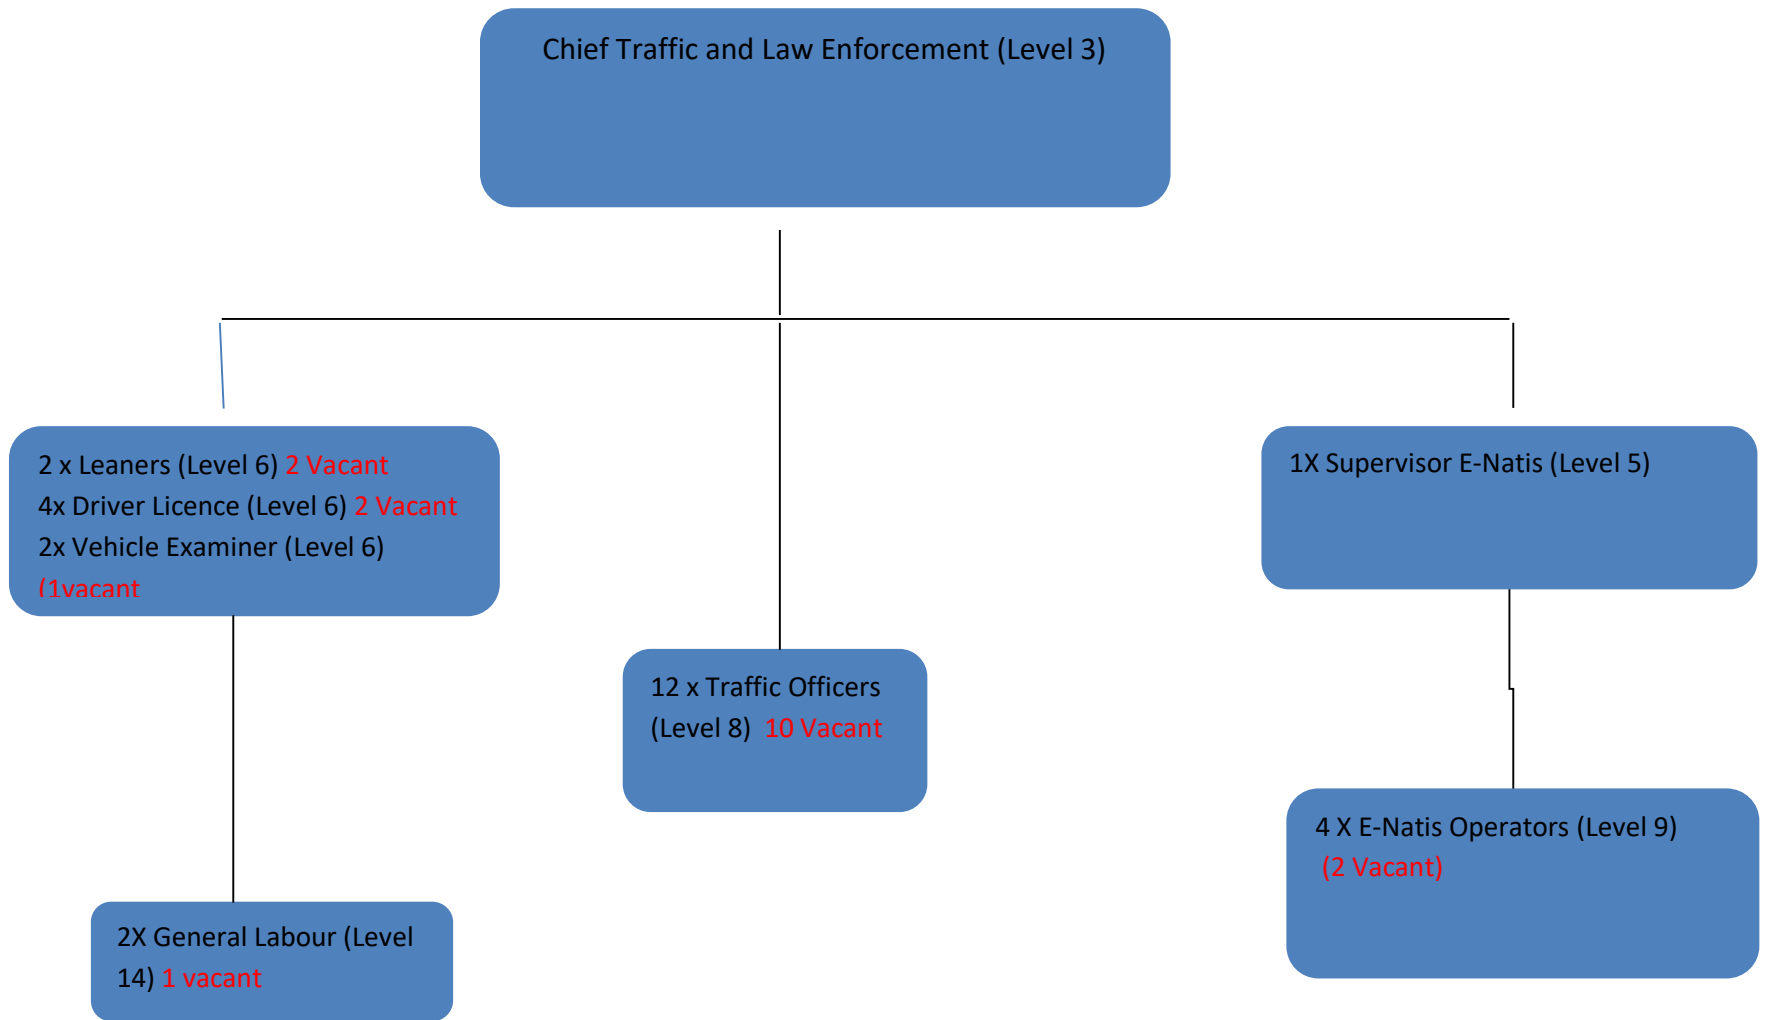 Chief Traffic and Law Enforcement (Level 3)
2 x Leaners (Level 6) 2 Vacant
4x Driver Licence (Level 6) 2 Vacant
2x Vehicle Examiner (Level 6)
(1vacant
1X Supervisor E-Natis (Level 5)
12 x Traffic Officers
(Level 8) 10 Vacant
4 X E-Natis Operators (Level 9)
(2 Vacant)
2X General Labour (Level
14) 1 vacant